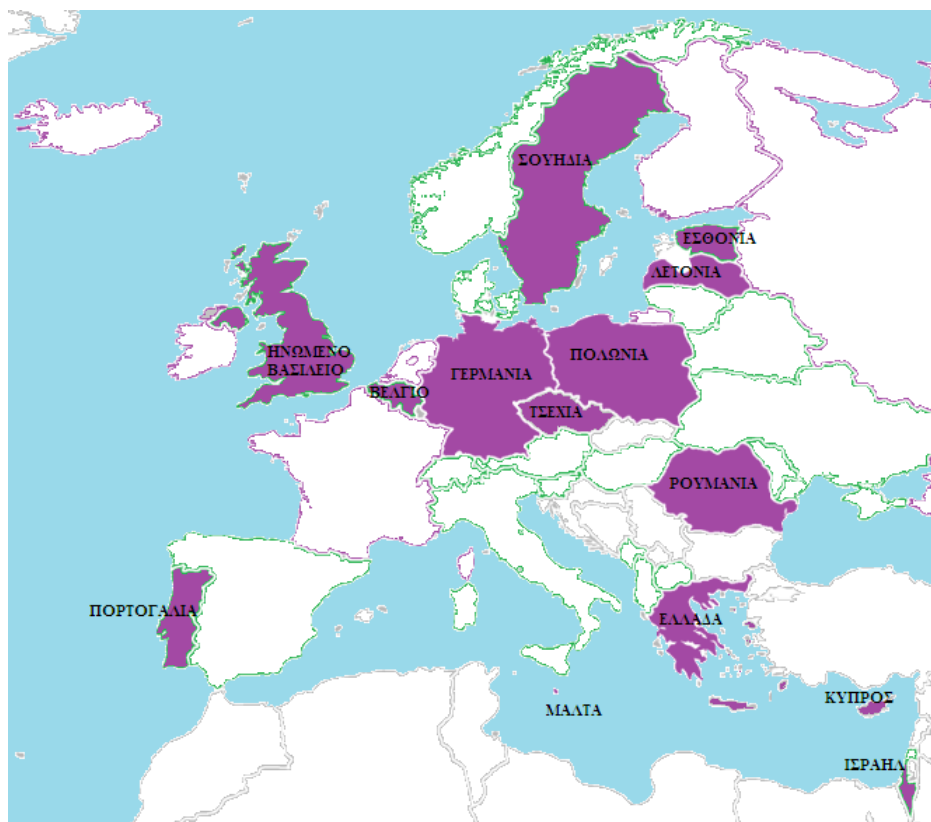 ΣΟΥΗΔΙΑ
ΕΣΘΟΝΙΑ
ΛΕΤΟΝΙΑ
ΗΝΩΜΕΝΟ
ΒΑΣΙΛΕΙΟ
ΠΟΛΩΝΙΑ
ΓΕΡΜΑΝΙΑ
ΒΕΛΓΙΟ
ΤΣΕΧΙΑ
ΡΟΥΜΑΝΙΑ
ΠΟΡΤΟΓΑΛΙΑ
ΕΛΛΑΔΑ
ΚΥΠΡΟΣ
ΜΑΛΤΑ
ΙΣΡΑΗΛ